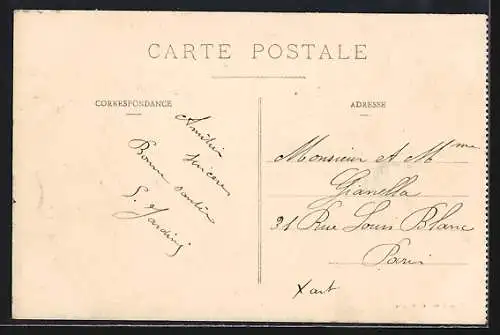 CARTE POSTALE
CORRESPONDANCE
Amitiés
sincères
Bonne santé
ADRESSE
Monsieur et Mme
Gianella
31 Rue Louis Blanc
Paris